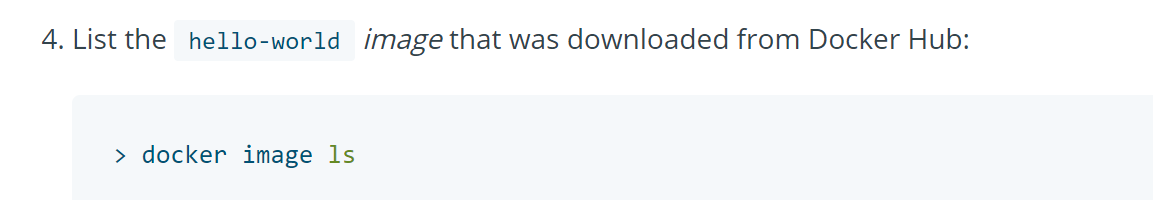 4. List the hello-world image that was downloaded from Docker Hub:
> docker image ls